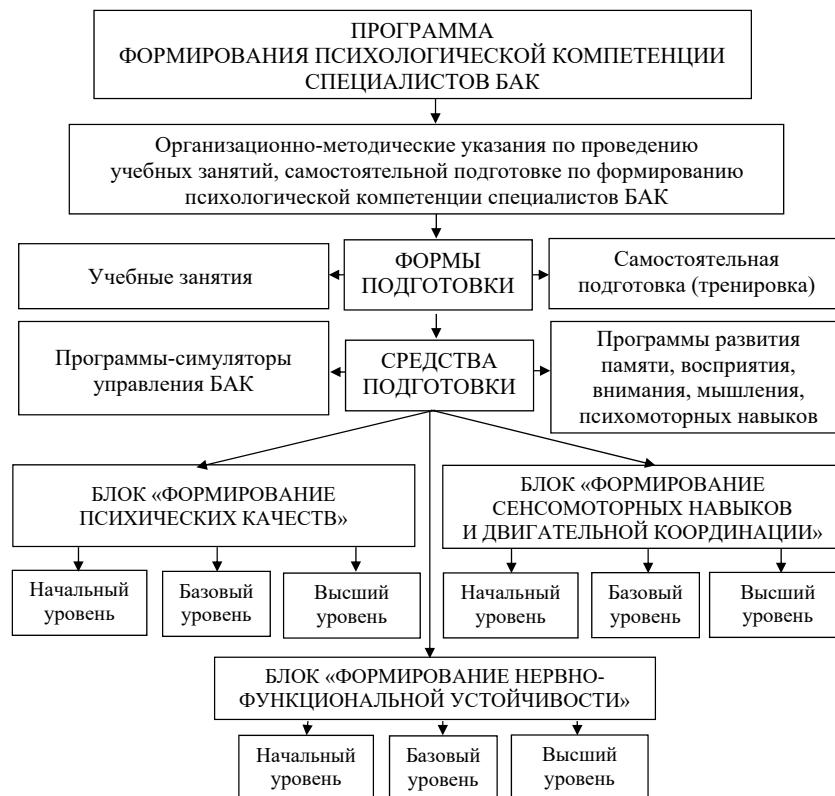 ПРОГРАММА
ФОРМИРОВАНИЯ ПСИХОЛОГИЧЕСКОЙ КОМПЕТЕНЦИИ
СПЕЦИАЛИСТОВ БАК
Организационно-методические указания по проведению
учебных занятий, самостоятельной подготовке по формированию
психологической компетенции специалистов БАК
Учебные занятия
ФОРМЫ
ПОДГОТОВКИ
Самостоятельная
подготовка (тренировка)
Программы-симуляторы
управления БАК
СРЕДСТВА
ПОДГОТОВКИ
Программы развития
памяти, восприятия,
внимания, мышления,
психомоторных навыков
БЛОК «ФОРМИРОВАНИЕ
ПСИХИЧЕСКИХ КАЧЕСТВ»
БЛОК «ФОРМИРОВАНИЕ
СЕНСОМОТОРНЫХ НАВЫКОВ
И ДВИГАТЕЛЬНОЙ КООРДИНАЦИИ»
Начальный
уровень
Базовый
уровень
Высший
уровень
Начальный
уровень
Базовый
уровень
Высший
уровень
БЛОК «ФОРМИРОВАНИЕ НЕРВНО-
ФУНКЦИОНАЛЬНОЙ УСТОЙЧИВОСТИ»
Начальный
уровень
Базовый
уровень
Высший
уровень